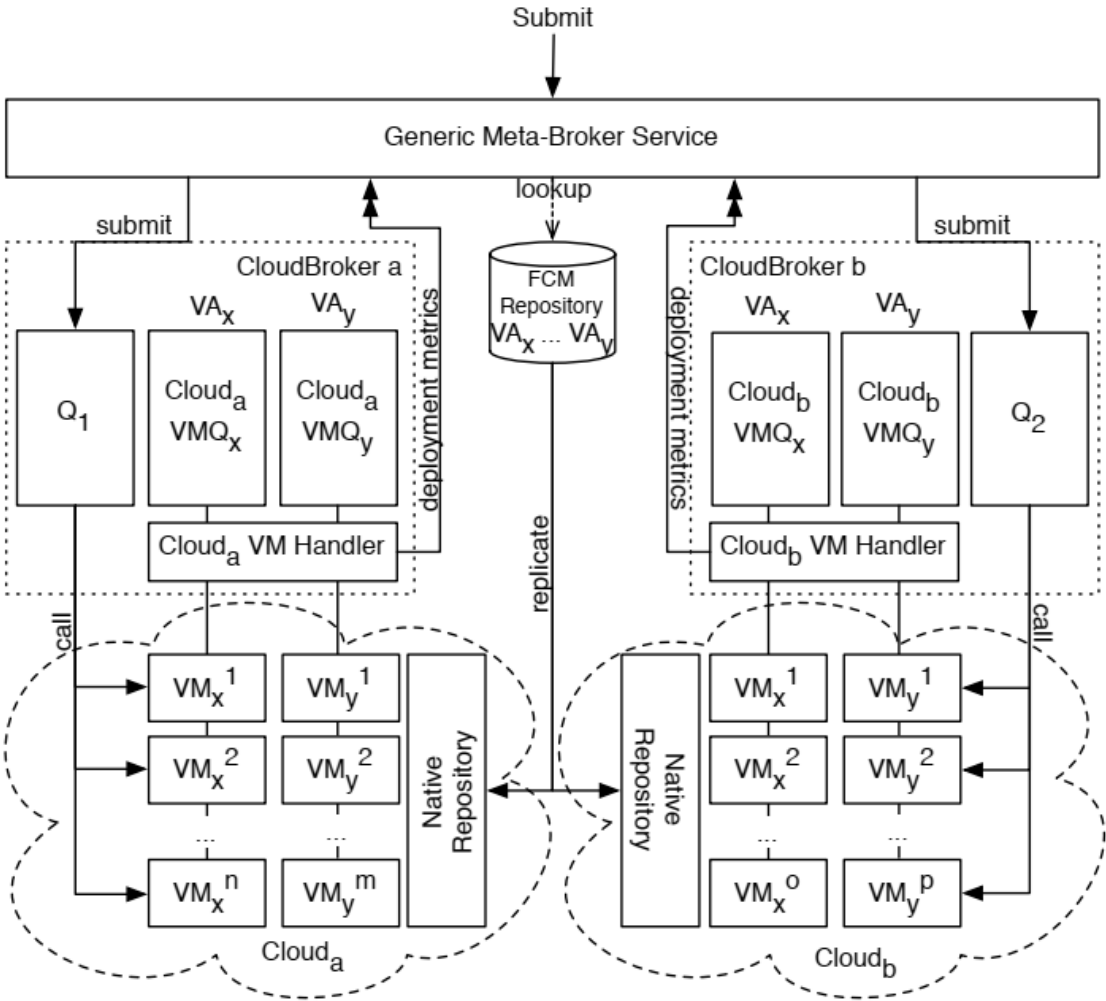 Submit
Generic Meta-Broker Service
lookup
submit
submit
CloudBroker a
VAx
VAy
Q1
Clouda
VMQx
Clouda
VMQy
Clouda VM Handler
deployment metrics
call
FCM
Repository
VAx ... VAy
replicate
CloudBroker b
VAx
VAy
Cloudb
VMQx
Cloudb
VMQy
Q2
Cloudb VM Handler
deployment metrics
call
VMx1
VMy1
VMx2
VMy2
...
...
VMxn
VMym
Native
Repository
Clouda
Native
Repository
VMx1
VMy1
VMx2
VMy2
...
...
VMxo
VMyp
Cloudb